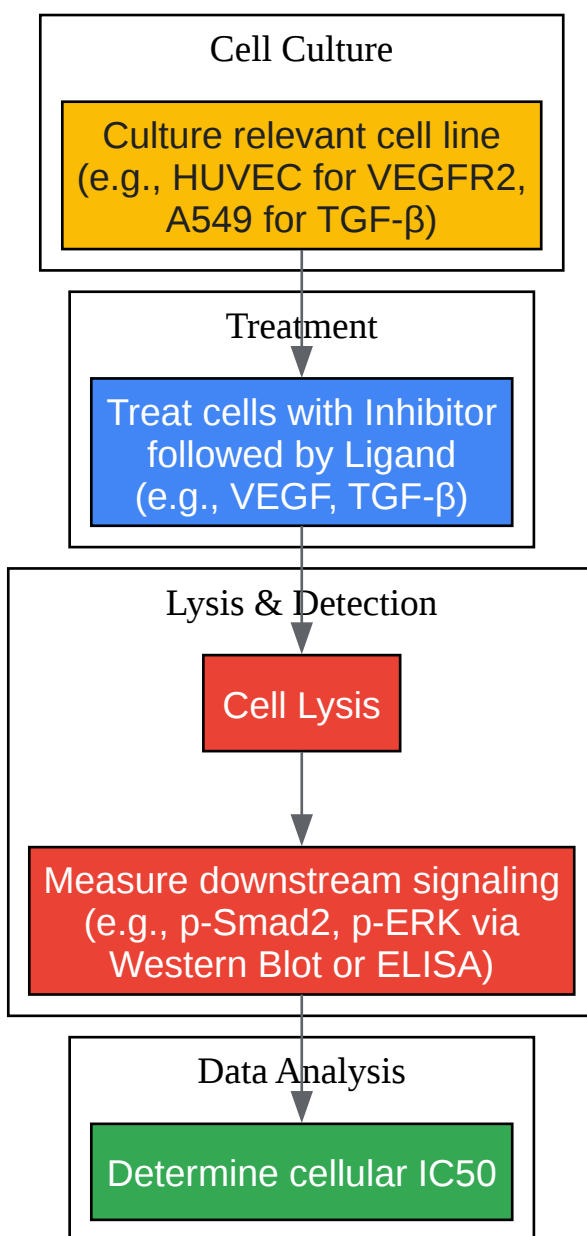 Cell Culture
Culture relevant cell line
(e.g., HUVEC for VEGFR2,
A549 for TGF-β)
Treatment
Treat cells with Inhibitor
followed by Ligand
(e.g., VEGF, TGF-β)
Lysis & Detection
Cell Lysis
Measure downstream signaling
(e.g., p-Smad2, p-ERK via
Western Blot or ELISA)
Data Analysis
Determine cellular IC50